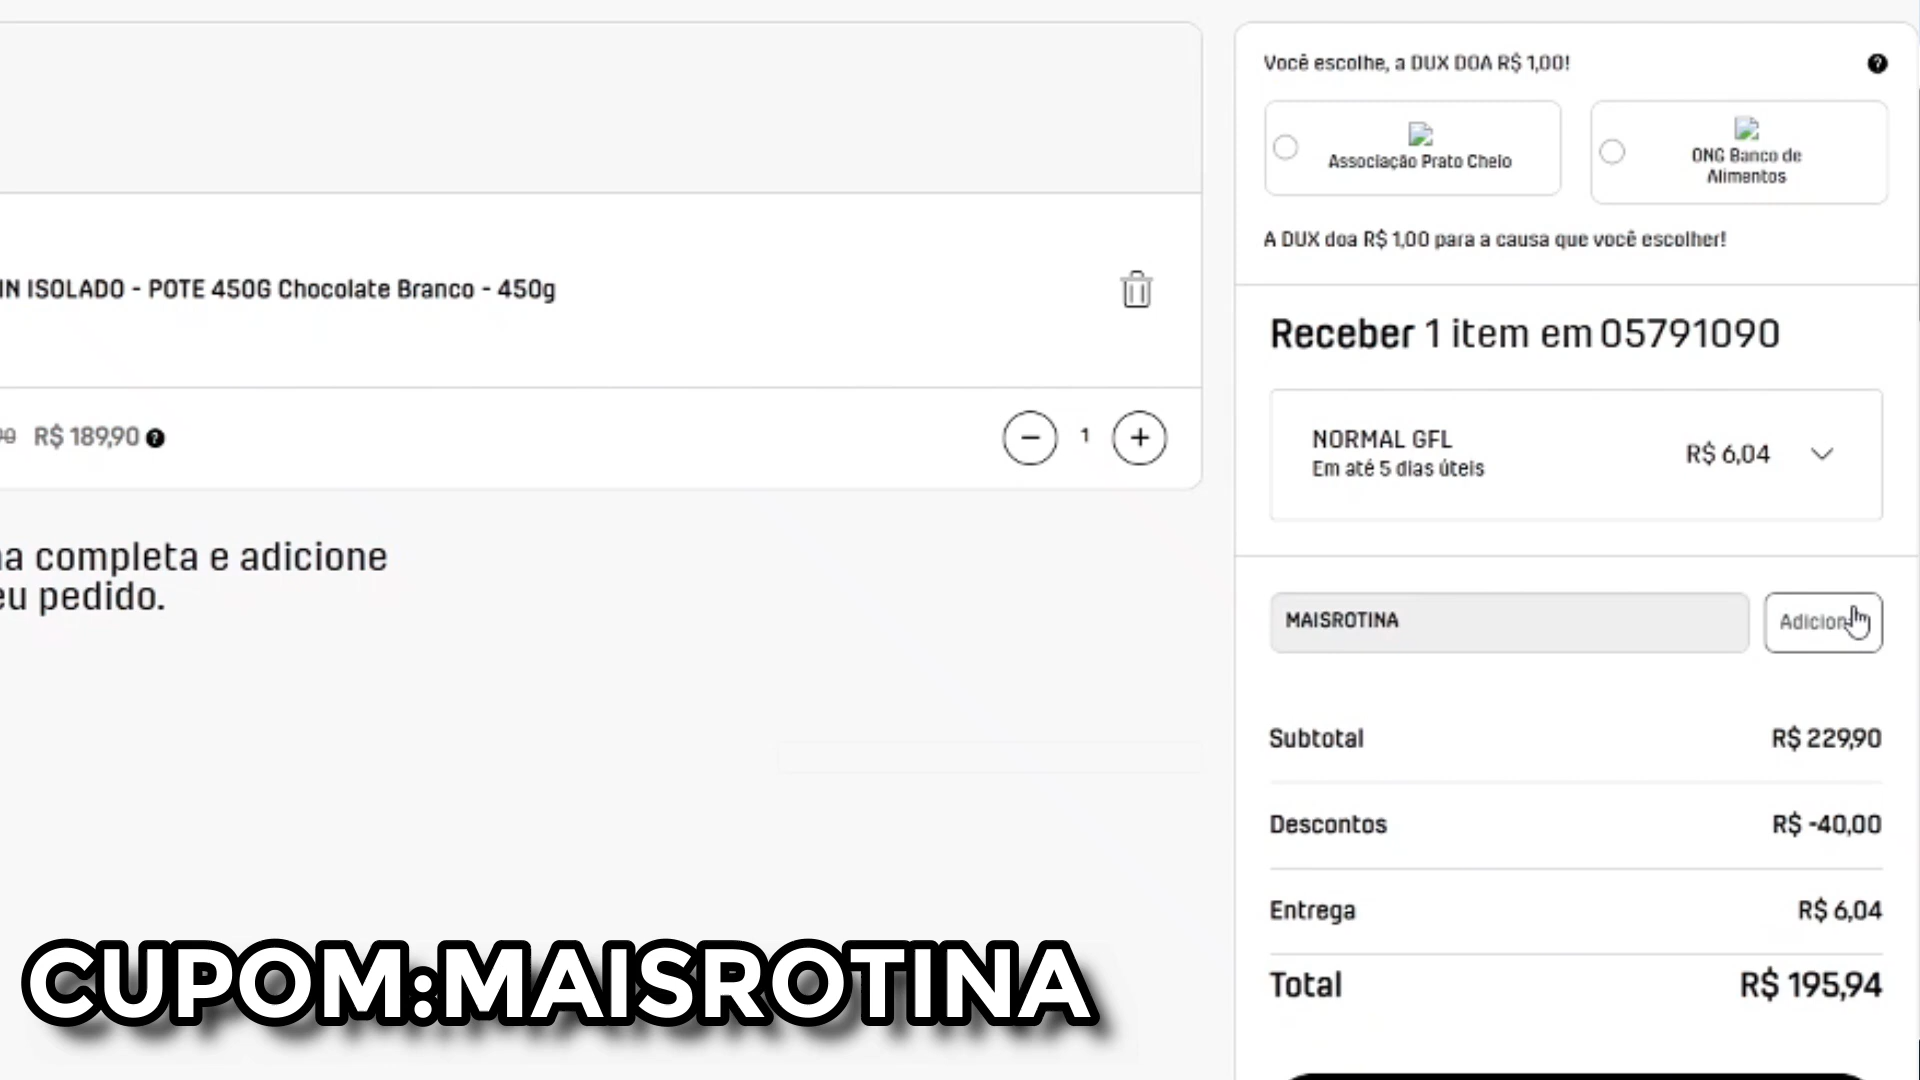 Você escolhe, a DUX DOA R$ 1,00!
Associação Prato Cheio
ONG Banco de
Alimentos
A DUX doa R$ 1,00 para a causa que você escolher!
IN ISOLADO - POTE 450G Chocolate Branco - 450g
R$ 189,90
1
Receber 1 item em 05791090
NORMAL GFL
Em até 5 dias úteis
R$ 6,04
completa e adicione
pedido.
MAISROTINA
Adicion
Subtotal R$ 229,90
Descontos R$ -40,00
Entrega R$ 6,04
Total R$ 195,94
CUPOM:MAISROTINA